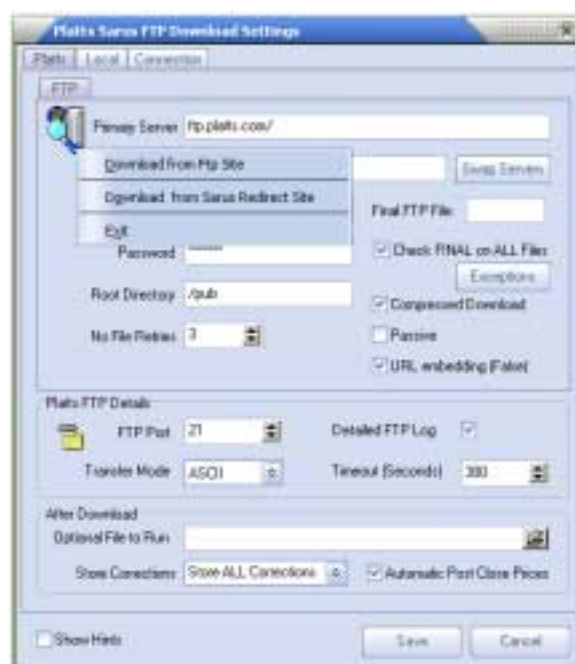 Platts Sarus FTP Download Settings
Platts Local Connection
FTP
Primary Server ftp.platts.com/
Download from Ftp Site
Swap Servers
Download from Sarus Redirect Site
Final FTP File
Exit
Password ****** Check FINAL on ALL Files
Exceptions
Root Directory /pub
Compressed Download
No File Retries 3
Passive
URL embedding (False)
Platts FTP Details
FTP Port 21 Detailed FTP Log
Transfer Mode ASCII Timeout (Seconds) 300
After Download
Optional File to Run
Store Corrections Store ALL Corrections Automatic Post Close Prices
Show Hints Save Cancel